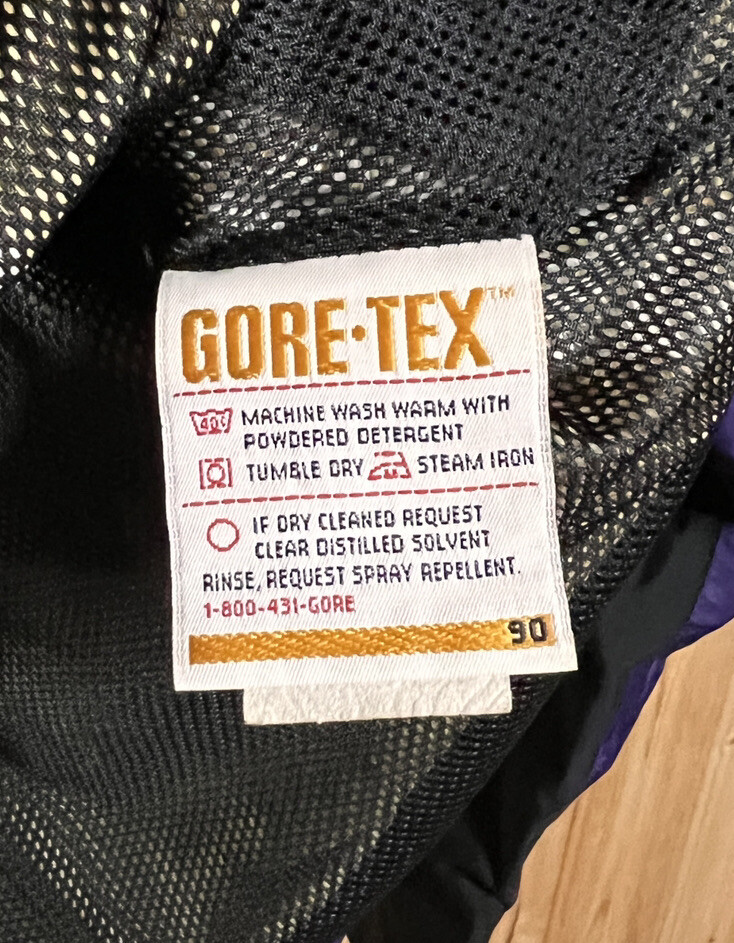 GORE·TEX™
40°
MACHINE WASH WARM WITH
POWDERED DETERGENT
TUMBLE DRY STEAM IRON
IF DRY CLEANED REQUEST
CLEAR DISTILLED SOLVENT
RINSE, REQUEST SPRAY REPELLENT.
1-800-431-GORE
90